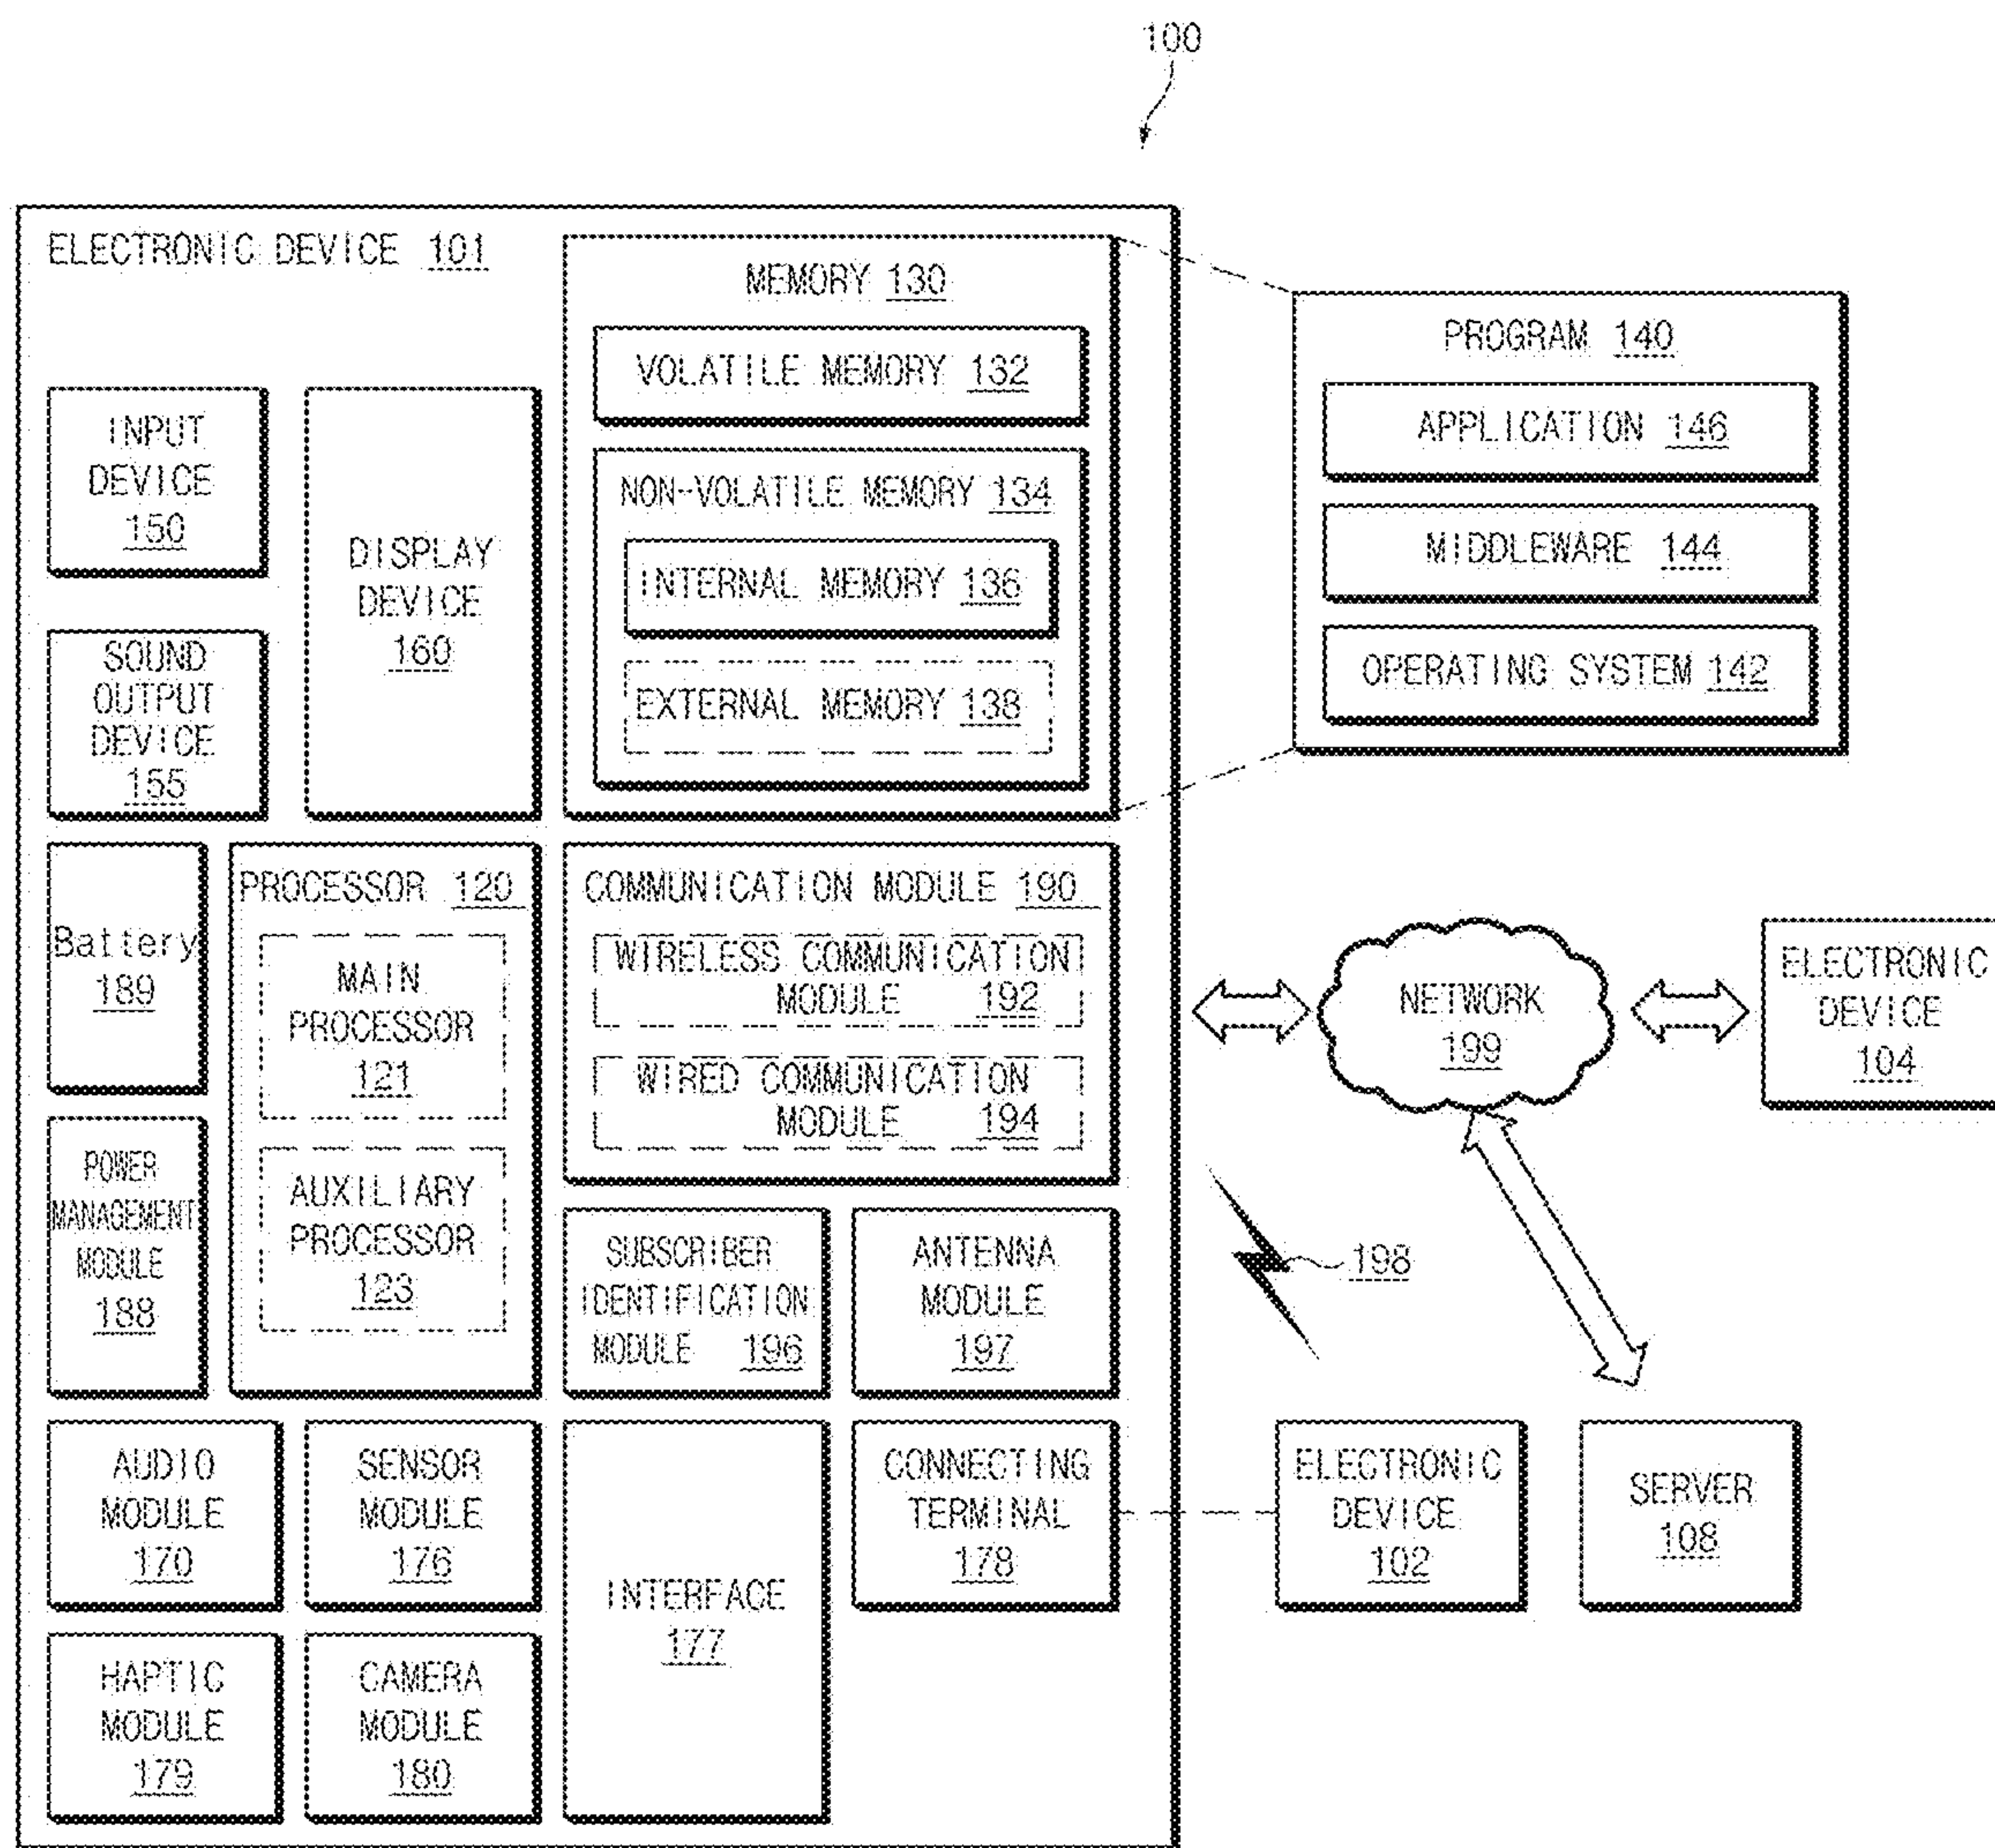 100
ELECTRONIC DEVICE 101
MEMORY 130
VOLATILE MEMORY 132
NON-VOLATILE MEMORY 134
INTERNAL MEMORY 136
EXTERNAL MEMORY 138
PROGRAM 140
APPLICATION 146
MIDDLEWARE 144
OPERATING SYSTEM 142
INPUT
DEVICE
150
DISPLAY
DEVICE
160
SOUND
OUTPUT
DEVICE
155
Battery
189
PROCESSOR 120
MAIN
PROCESSOR
121
AUXILIARY
PROCESSOR
123
COMMUNICATION MODULE 190
WIRELESS COMMUNICATION
MODULE 192
WIRED COMMUNICATION
MODULE 194
NETWORK
199
ELECTRONIC
DEVICE
104
POWER
MANAGEMENT
MODULE
188
SUBSCRIBER
IDENTIFICATION
MODULE 196
ANTENNA
MODULE
197
198
AUDIO
MODULE
170
SENSOR
MODULE
176
INTERFACE
177
CONNECTING
TERMINAL
178
ELECTRONIC
DEVICE
102
SERVER
108
HAPTIC
MODULE
179
CAMERA
MODULE
180